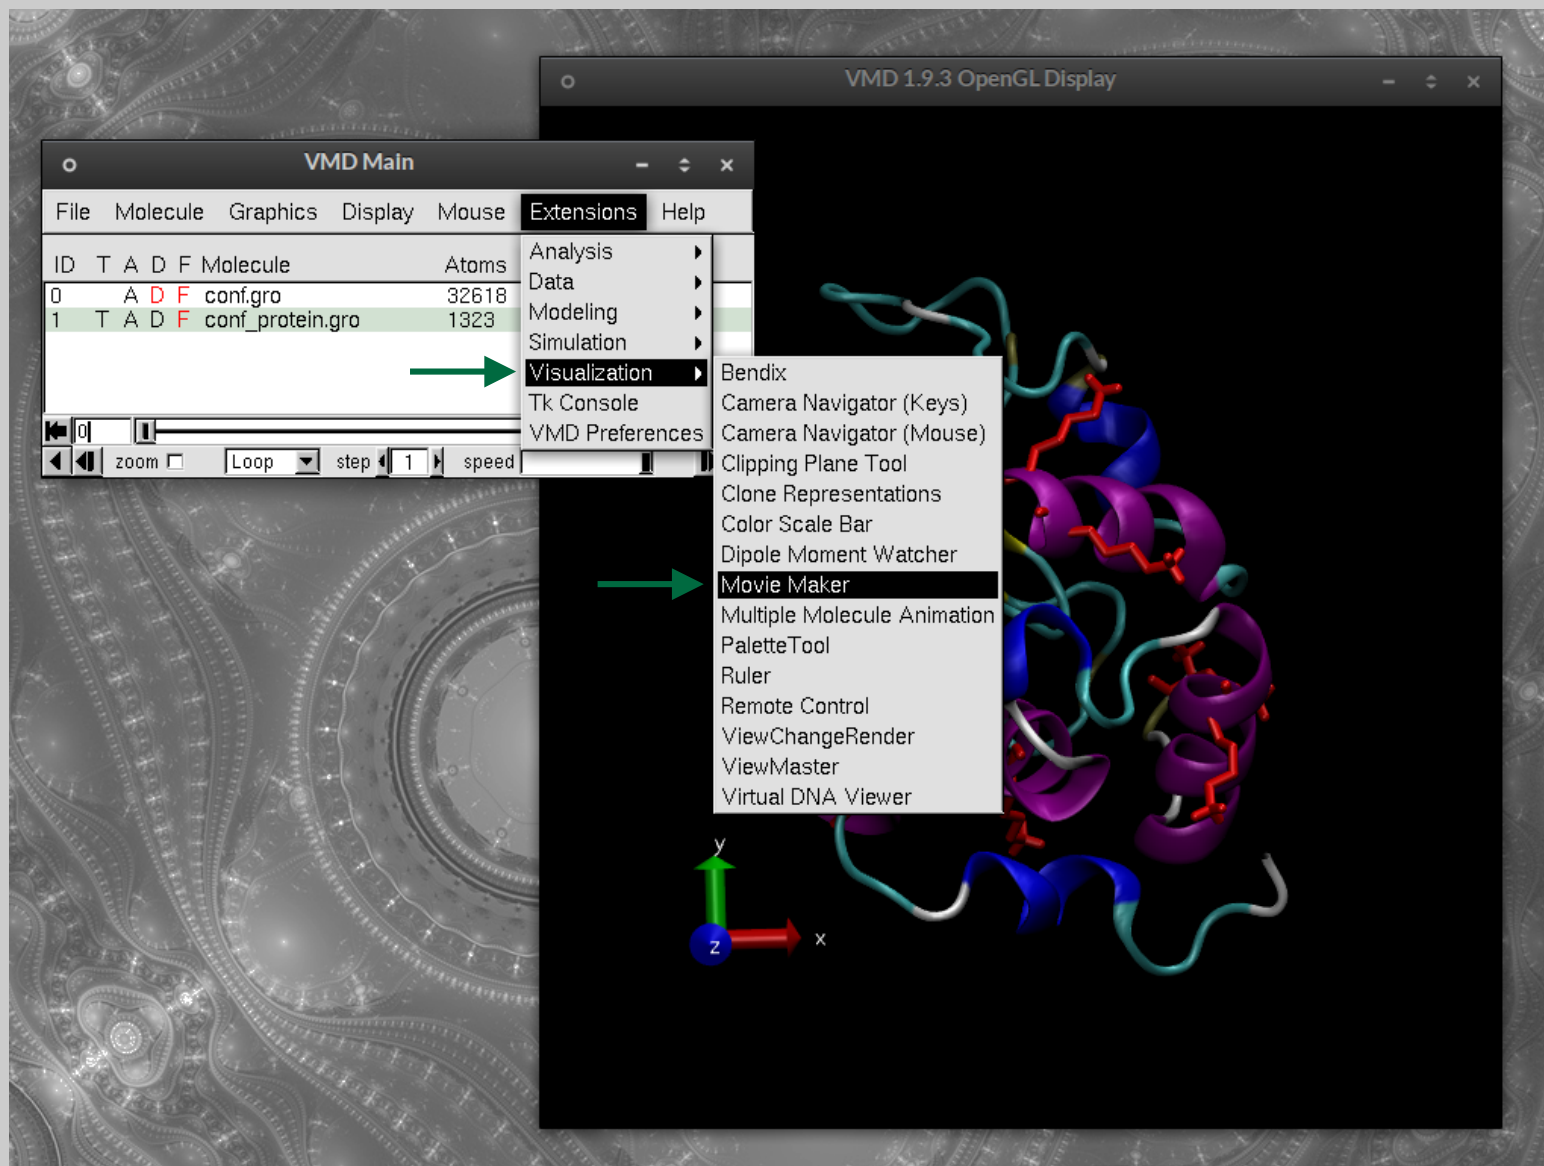 VMD 1.9.3 OpenGL Display
VMD Main
File Molecule Graphics Display Mouse Extensions Help
ID T A D F Molecule Atoms
0 A D F conf.gro 32618
1 T A D F conf_protein.gro 1323
0
zoom Loop step 1 speed
Analysis
Data
Modeling
Simulation
Visualization
Tk Console
VMD Preferences
Bendix
Camera Navigator (Keys)
Camera Navigator (Mouse)
Clipping Plane Tool
Clone Representations
Color Scale Bar
Dipole Moment Watcher
Movie Maker
Multiple Molecule Animation
PaletteTool
Ruler
Remote Control
ViewChangeRender
ViewMaster
Virtual DNA Viewer
y
x
z